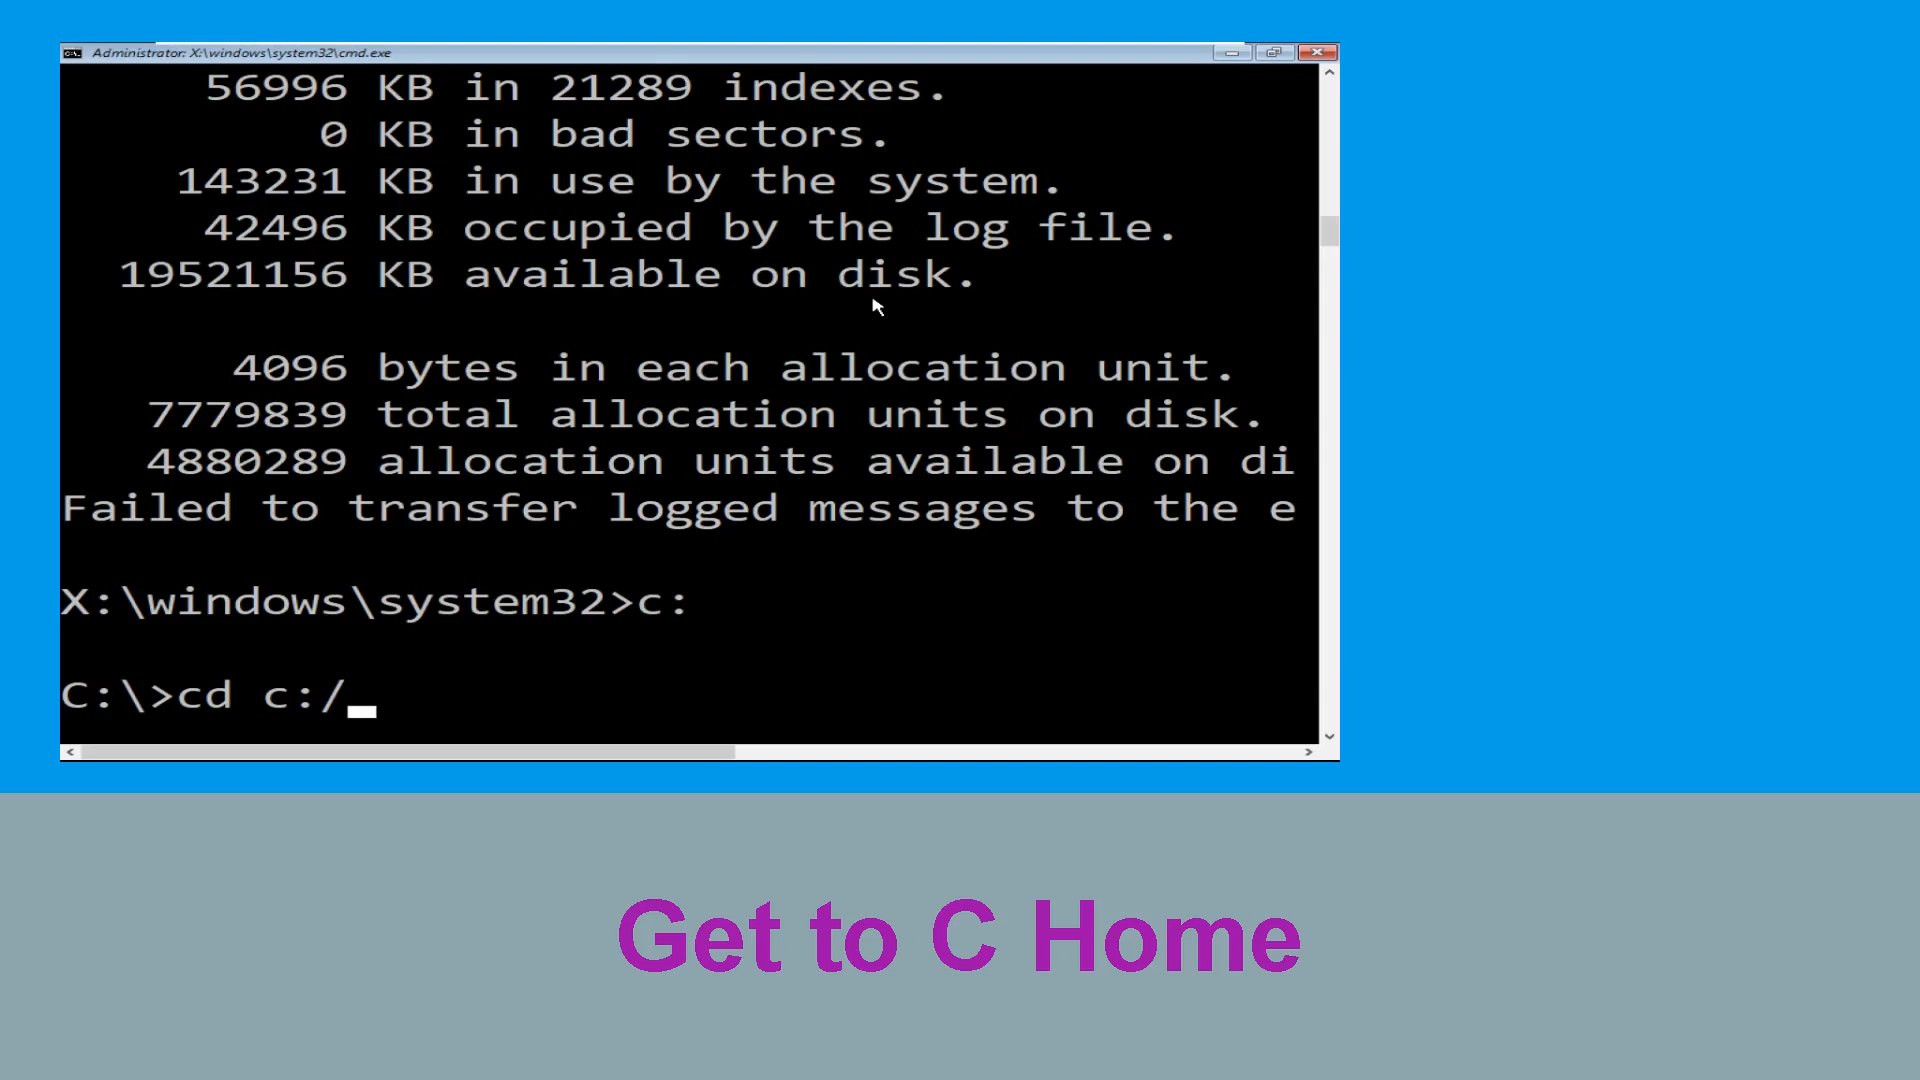 Administrator: X:\windows\system32\cmd.exe
56996 KB in 21289 indexes.
0 KB in bad sectors.
143231 KB in use by the system.
42496 KB occupied by the log file.
19521156 KB available on disk.
4096 bytes in each allocation unit.
7779839 total allocation units on disk.
4880289 allocation units available on di
Failed to transfer logged messages to the e
X:\windows\system32>c:
C:\>cd c:/
Get to C Home